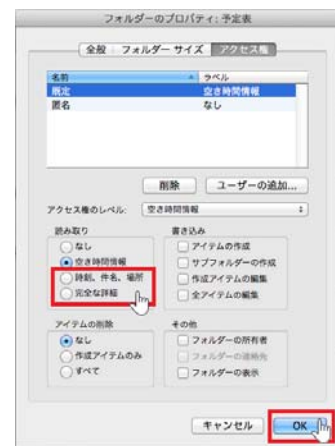 フォルダーのプロパティ: 予定表
全般 フォルダー サイズ アクセス権
名前 ラベル
既定 空き時間情報
匿名 なし
削除 ユーザーの追加...
アクセス権のレベル: 空き時間情報
読み取り 書き込み
なし アイテムの作成
空き時間情報 サブフォルダーの作成
時刻、件名、場所 作成アイテムの編集
完全な詳細 全アイテムの編集
アイテムの削除 その他
なし フォルダーの所有者
作成アイテムのみ フォルダーの連絡先
すべて フォルダーの表示
キャンセル OK